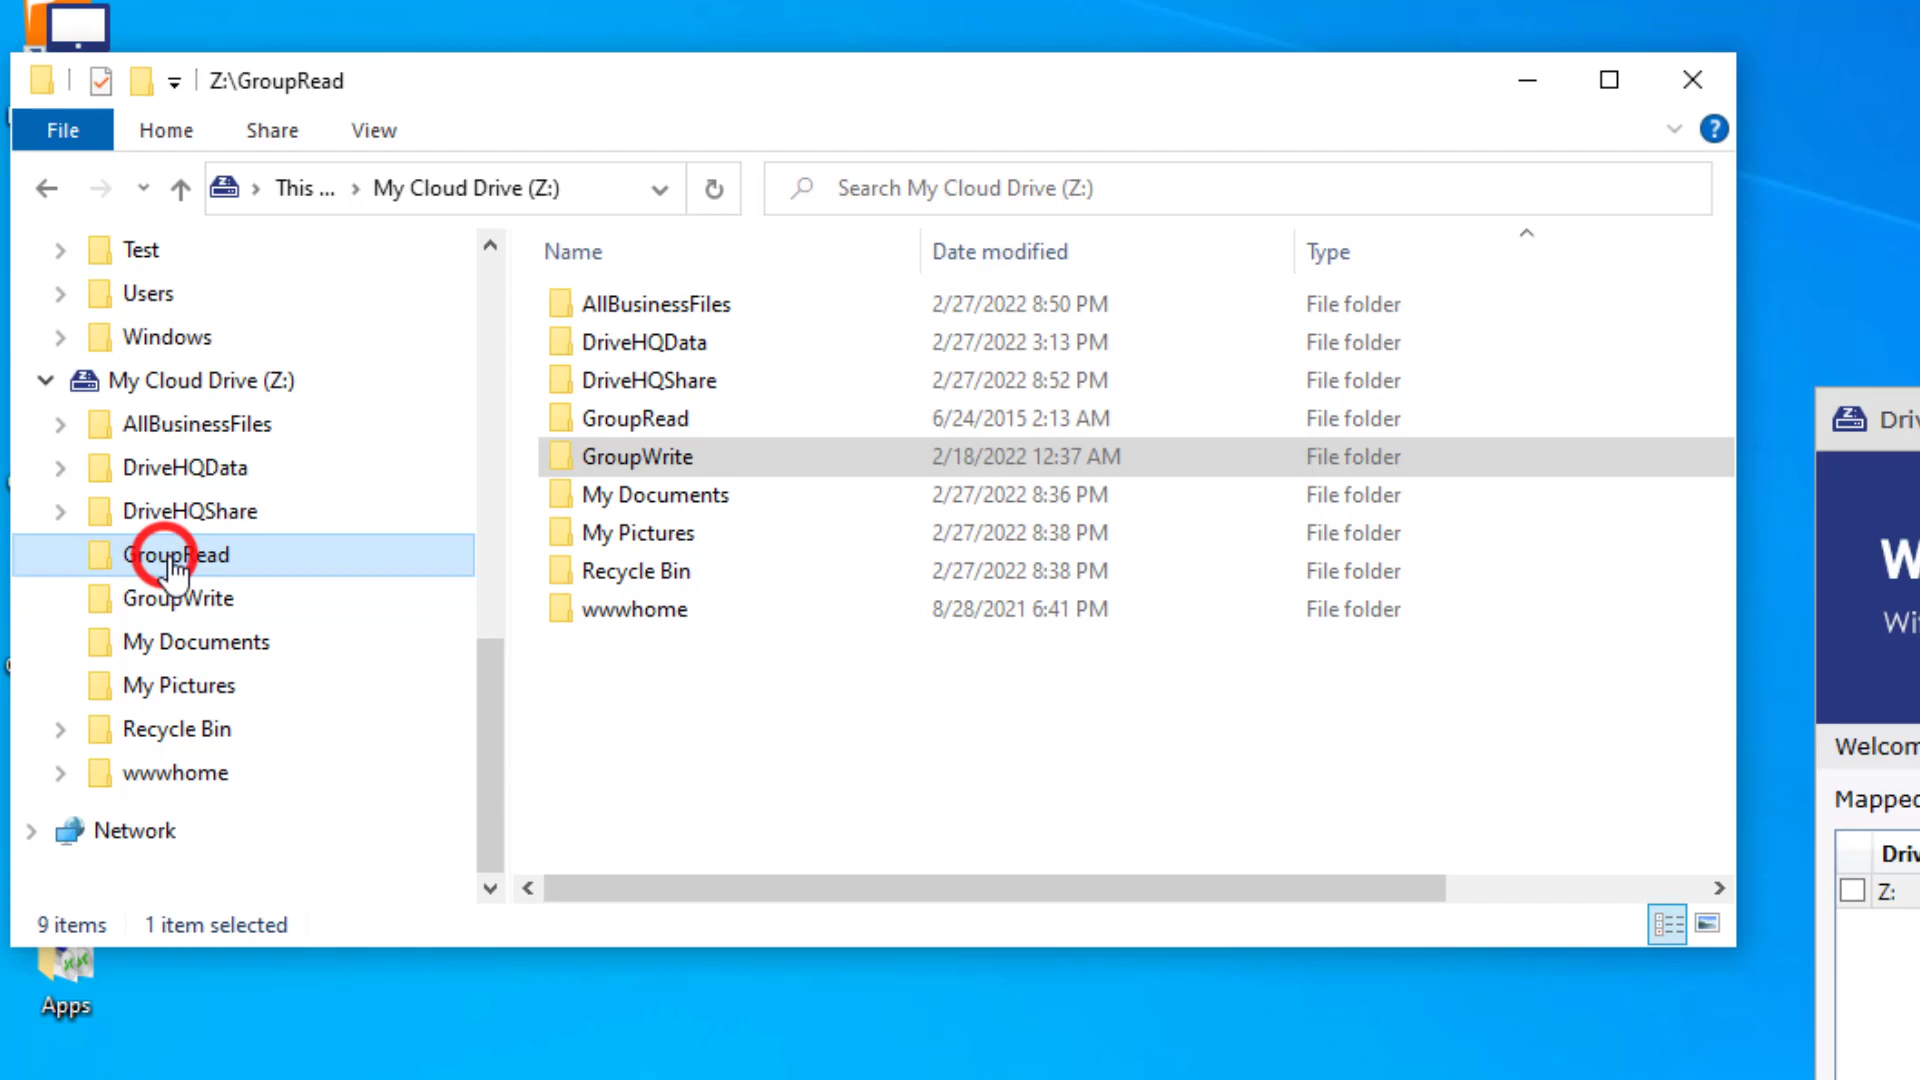 Z:\GroupRead
File Home Share View
This ... My Cloud Drive (Z:) Search My Cloud Drive (Z:)
Test
Users
Windows
My Cloud Drive (Z:)
AllBusinessFiles
DriveHQData
DriveHQShare
GroupRead
GroupWrite
My Documents
My Pictures
Recycle Bin
wwwhome
Network
Name Date modified Type
AllBusinessFiles 2/27/2022 8:50 PM File folder
DriveHQData 2/27/2022 3:13 PM File folder
DriveHQShare 2/27/2022 8:52 PM File folder
GroupRead 6/24/2015 2:13 AM File folder
GroupWrite 2/18/2022 12:37 AM File folder
My Documents 2/27/2022 8:36 PM File folder
My Pictures 2/27/2022 8:38 PM File folder
Recycle Bin 2/27/2022 8:38 PM File folder
wwwhome 8/28/2021 6:41 PM File folder
9 items 1 item selected
Apps
Driv
W
Wi
Welcom
Mapped
Driv
Z: